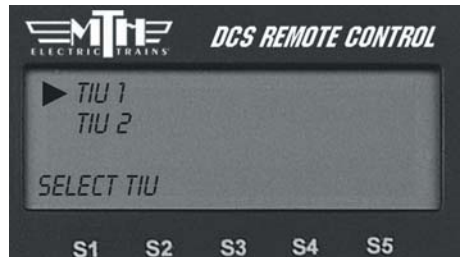 MTH
ELECTRIC TRAINS
DCS REMOTE CONTROL
TIU 1
TIU 2
SELECT TIU
S1 S2 S3 S4 S5